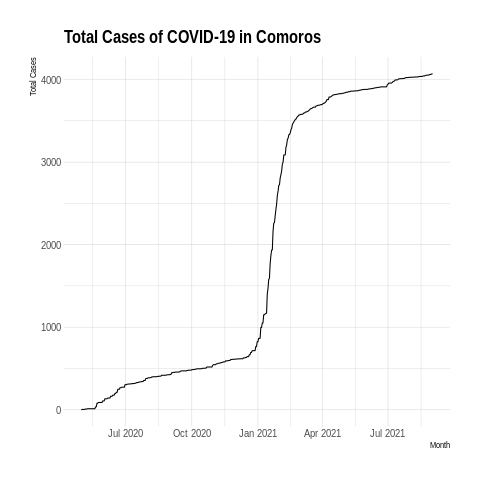 Total Cases of COVID-19 in Comoros
Total Cases
4000
3000
2000
1000
0
Jul 2020 Oct 2020 Jan 2021 Apr 2021 Jul 2021
Month